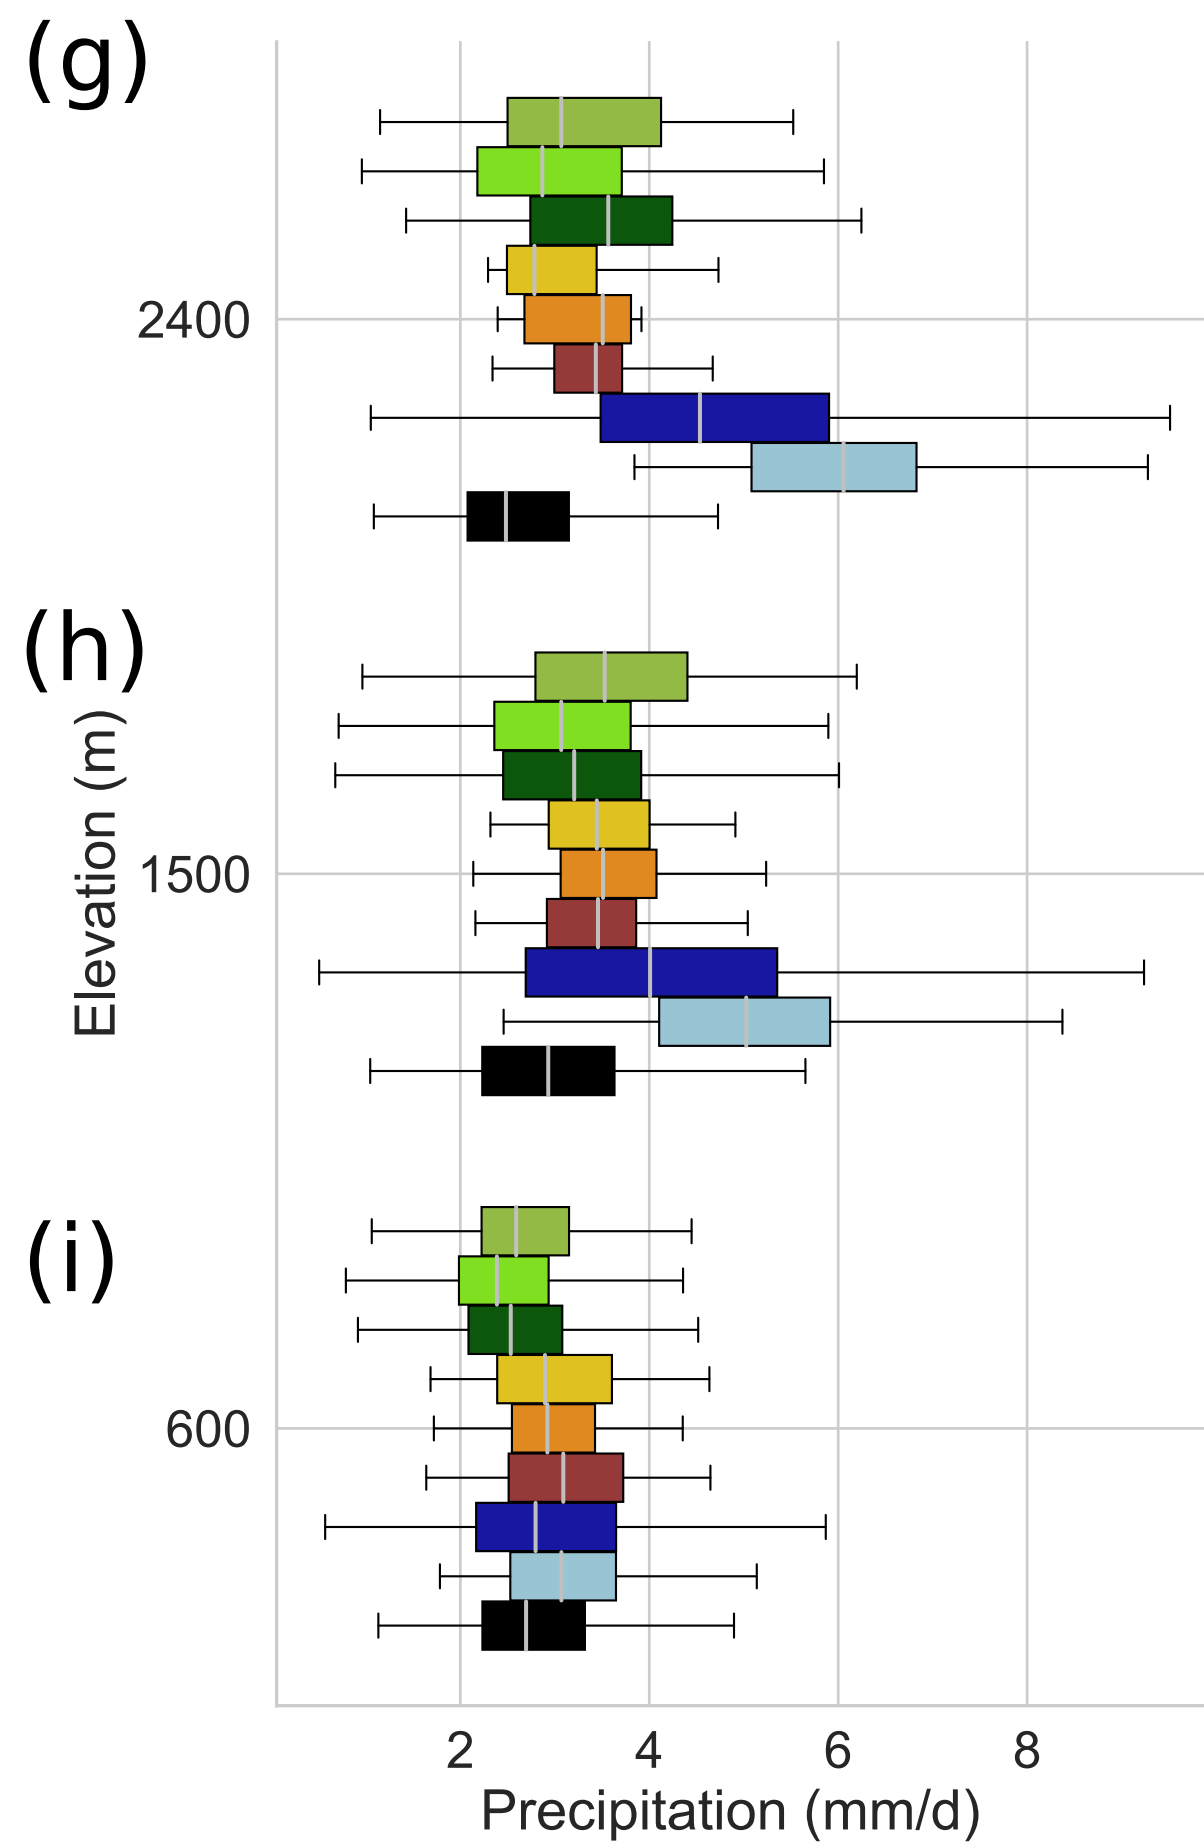 (g)
2400
(h)
Elevation (m)
1500
(i)
600
2 4 6 8
Precipitation (mm/d)